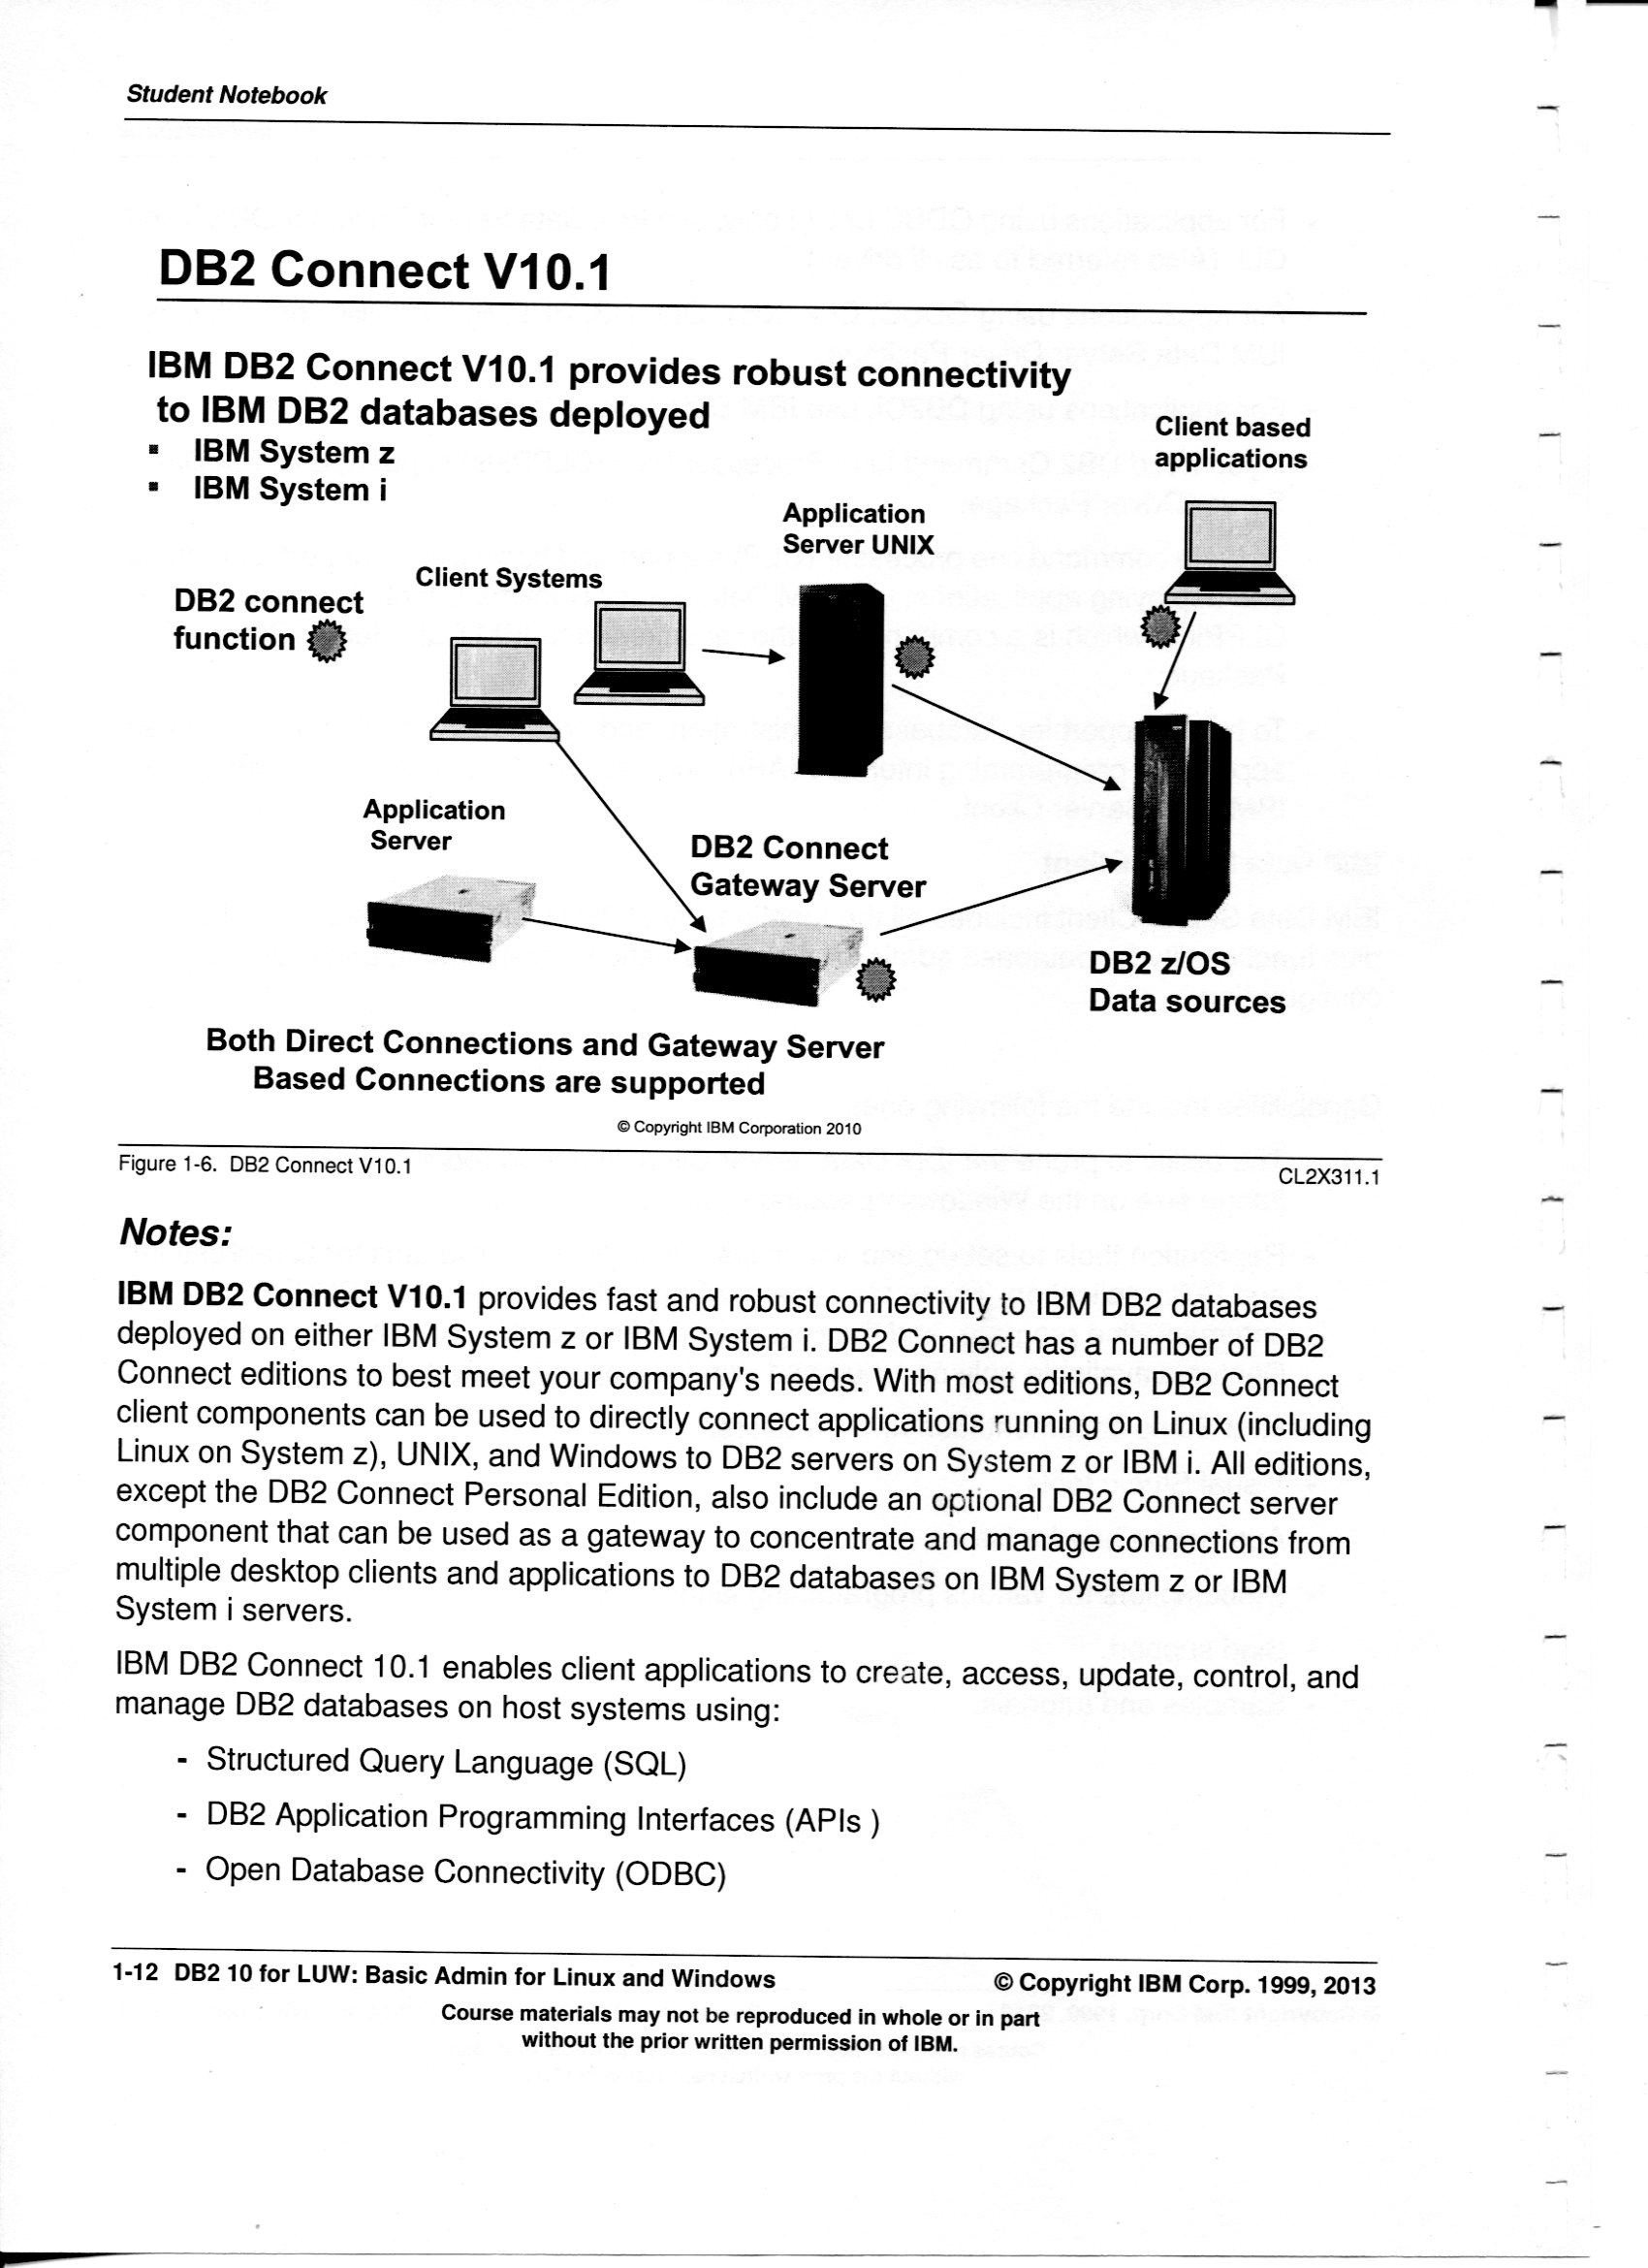 Student Notebook
DB2 Connect V10.1
IBM DB2 Connect V10.1 provides robust connectivity
to IBM DB2 databases deployed
▪ IBM System z
▪ IBM System i
Client based
applications
Application
Server UNIX
Client Systems
DB2 connect
function
Application
Server
DB2 Connect
Gateway Server
DB2 z/OS
Data sources
Both Direct Connections and Gateway Server
Based Connections are supported
© Copyright IBM Corporation 2010
Figure 1-6. DB2 Connect V10.1
CL2X311.1
Notes:
IBM DB2 Connect V10.1 provides fast and robust connectivity to IBM DB2 databases
deployed on either IBM System z or IBM System i. DB2 Connect has a number of DB2
Connect editions to best meet your company's needs. With most editions, DB2 Connect
client components can be used to directly connect applications running on Linux (including
Linux on System z), UNIX, and Windows to DB2 servers on System z or IBM i. All editions,
except the DB2 Connect Personal Edition, also include an optional DB2 Connect server
component that can be used as a gateway to concentrate and manage connections from
multiple desktop clients and applications to DB2 databases on IBM System z or IBM
System i servers.
IBM DB2 Connect 10.1 enables client applications to create, access, update, control, and
manage DB2 databases on host systems using:
- Structured Query Language (SQL)
- DB2 Application Programming Interfaces (APIs )
- Open Database Connectivity (ODBC)
1-12 DB2 10 for LUW: Basic Admin for Linux and Windows
© Copyright IBM Corp. 1999, 2013
Course materials may not be reproduced in whole or in part
without the prior written permission of IBM.